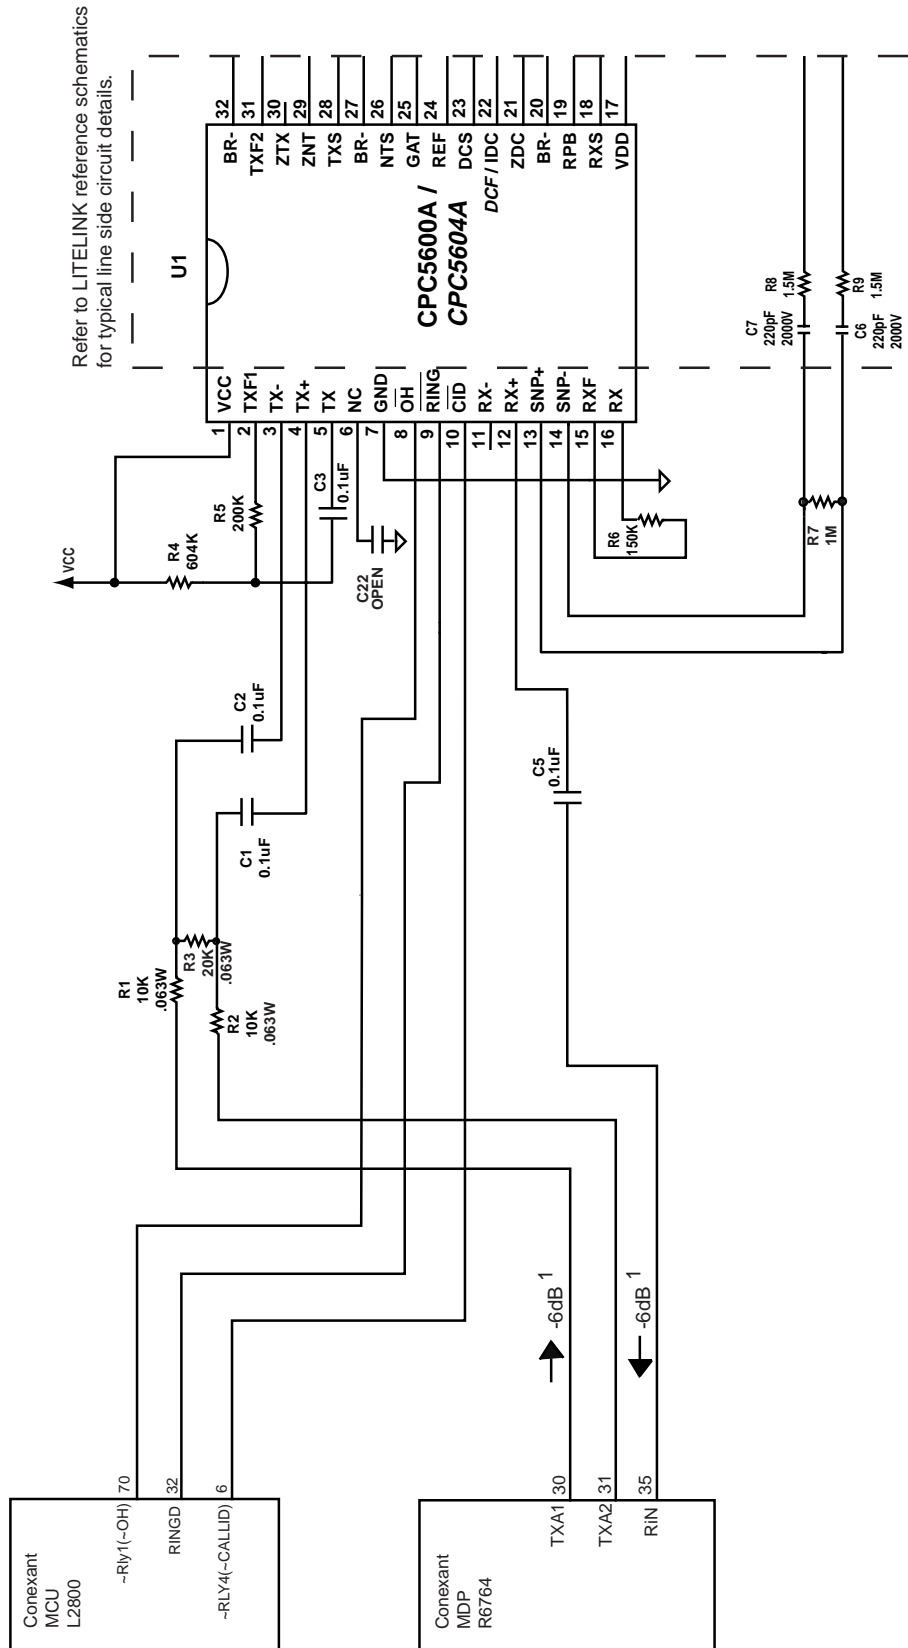 Refer to LITELINK reference schematics
for typical line side circuit details.
U1
CPC5600A /
CPC5604A
32
BR-
31
TXF2
30
ZTX
29
ZNT
28
TXS
27
BR-
26
NTS
25
GAT
24
REF
23
DCS
22
DCF / IDC
21
ZDC
20
BR-
19
RPB
18
RXS
17
VDD
VCC
1
TXF1
2
TX-
3
TX+
4
TX
5
NC
6
GND
7
OH
8
RING
9
CID
10
RX-
11
RX+
12
SNP+
13
SNP-
14
RXF
15
RX
16
VCC
R4
604K
R5
200K
C3
0.1uF
C22
OPEN
R6
150K
R7
1M
C7
220pF
2000V
R8
1.5M
C6
220pF
2000V
R9
1.5M
C2
0.1uF
C1
0.1uF
C5
0.1uF
R1
10K
.063W
R3
20K
.063W
R2
10K
.063W
-6dB 1
-6dB 1
Conexant
MCU
L2800
~Rly1(~OH)
70
RINGD
32
~RLY4(~CALLID)
6
Conexant
MDP
R6764
TXA1
30
TXA2
31
RiN
35